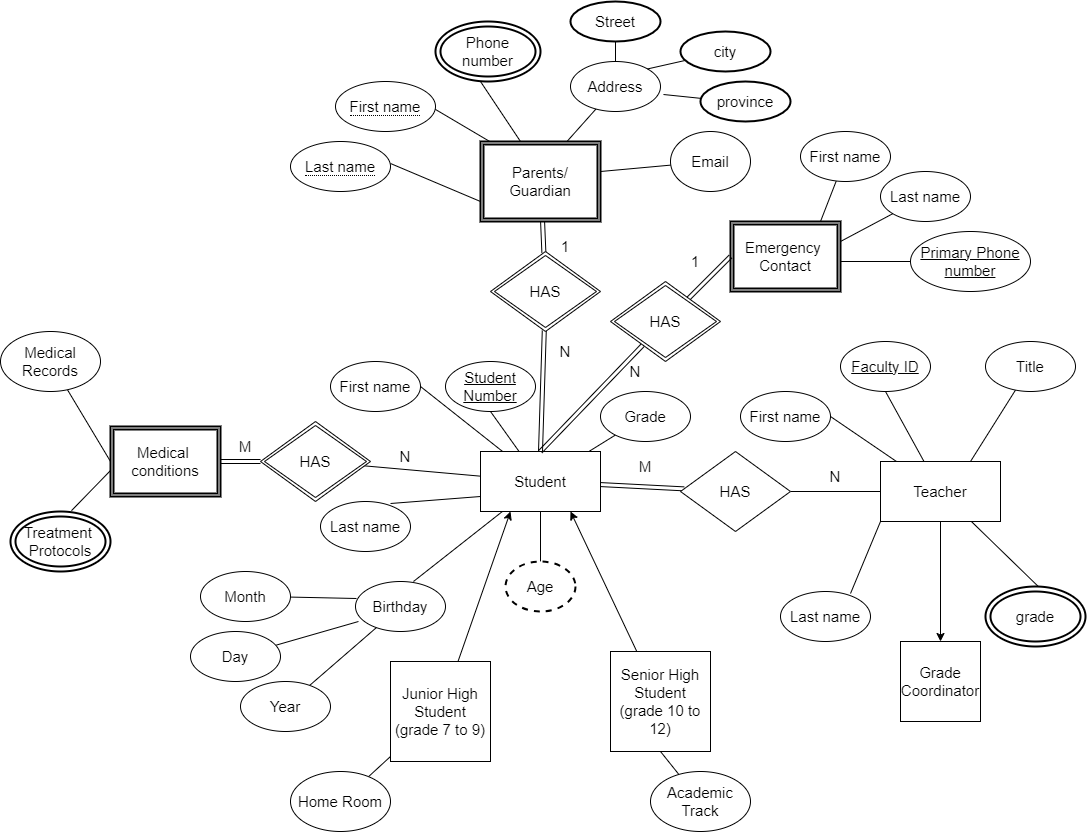 Street
Phone
number
city
Address
province
First name
Last name
Parents/
Guardian
Email
First name
Last name
Emergency
Contact
Primary Phone
number
1
HAS
1
HAS
N
N
Medical
Records
First name
Student
Number
Grade
Faculty ID
Title
First name
Medical
conditions
M
HAS
N
Student
M
HAS
N
Teacher
Last name
Treatment
Protocols
Age
Month
Birthday
Day
Year
Last name
grade
Junior High
Student
(grade 7 to 9)
Senior High
Student
(grade 10 to
12)
Grade
Coordinator
Home Room
Academic
Track